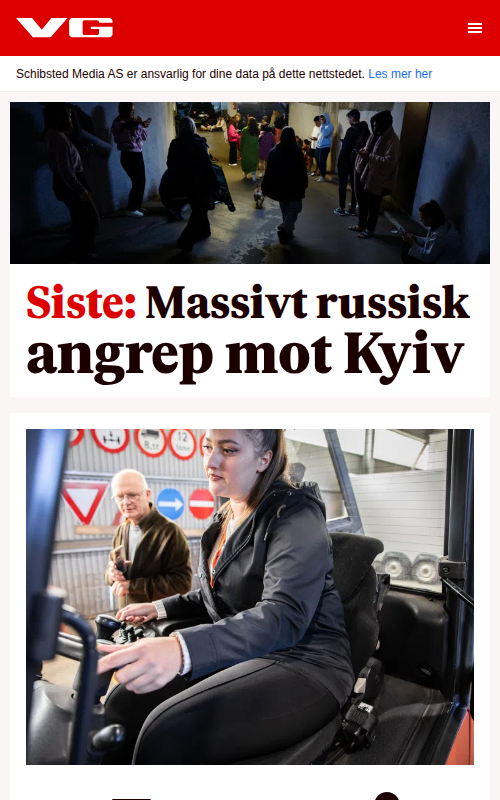 VG
Schibsted Media AS er ansvarlig for dine data på dette nettstedet. Les mer her
Siste: Massivt russisk
angrep mot Kyiv
12